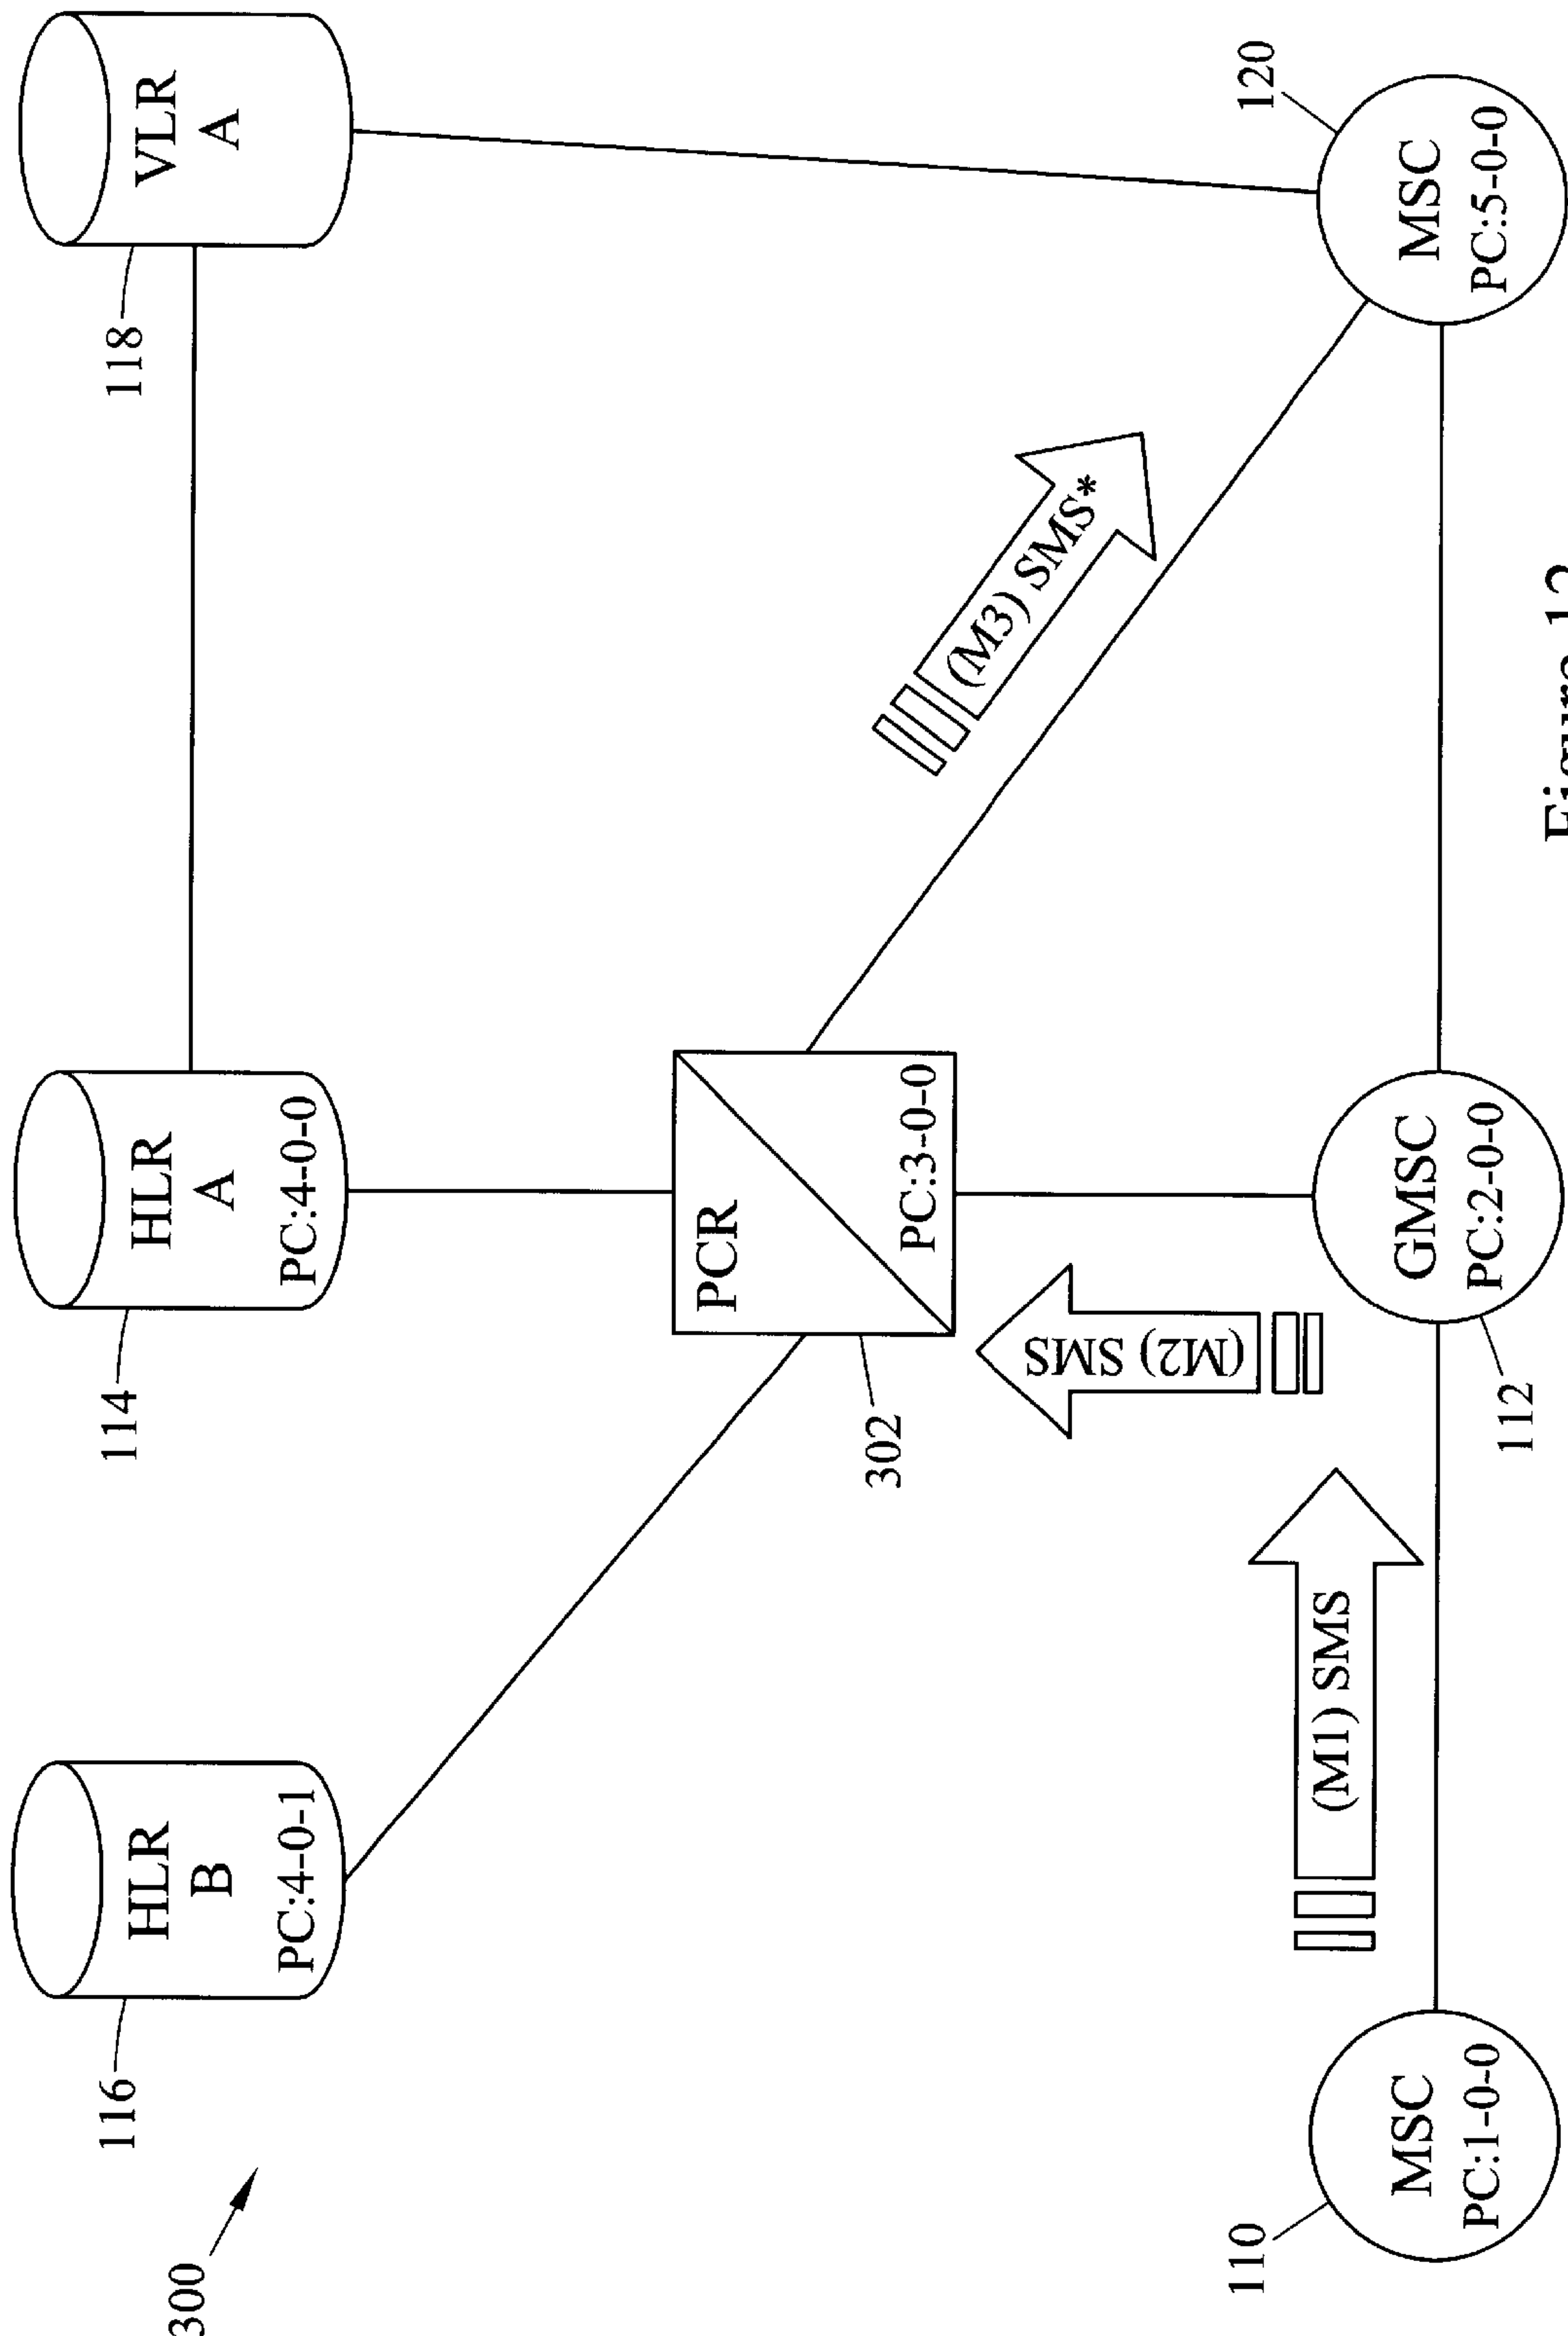 300
116
HLR
B
PC:4-0-1
114
HLR
A
PC:4-0-0
118
VLR
A
PCR
PC:3-0-0
302
(M3) SMS*
(M2) SMS
(M1) SMS
110
MSC
PC:1-0-0
112
GMSC
PC:2-0-0
120
MSC
PC:5-0-0
Figure